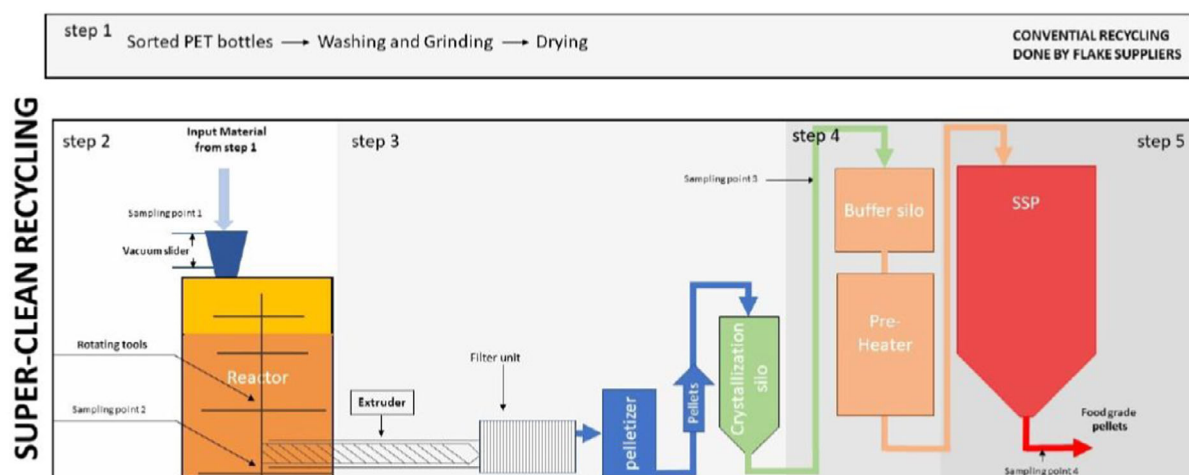 step 1 Sorted PET bottles → Washing and Grinding → Drying
CONVENTIAL RECYCLING
DONE BY FLAKE SUPPLIERS
SUPER-CLEAN RECYCLING
step 2
Input Material
from step 1
Sampling point 1
Vacuum slider
Rotating tools
Reactor
Sampling point 2
step 3
Extruder
Filter unit
pelletizer
Pellets
Crystallization
silo
step 4
Sampling point 3
Buffer silo
Pre-
Heater
step 5
SSP
Food grade
pellets
Sampling point 4